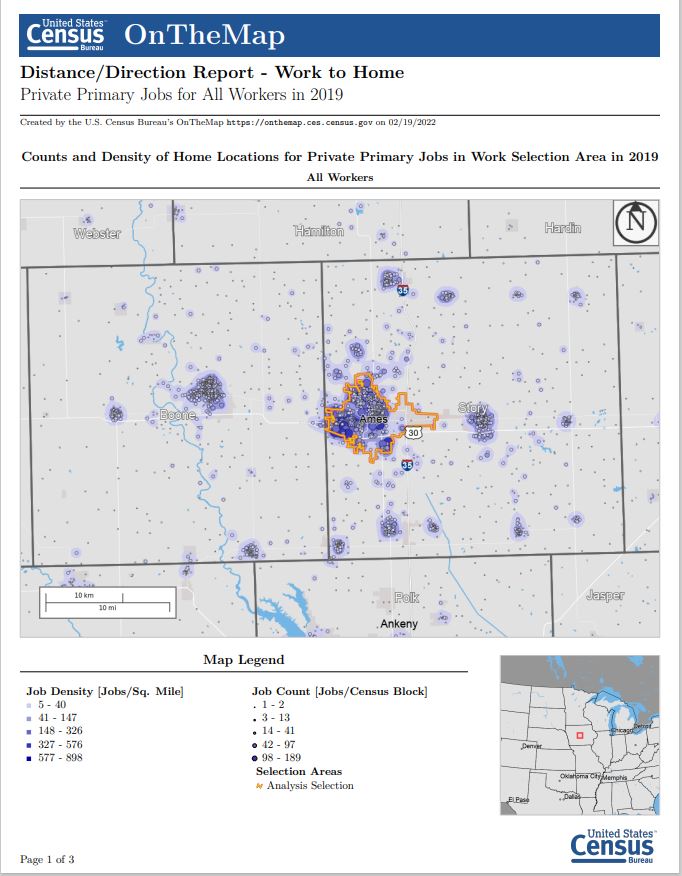 United States™
Census
Bureau
OnTheMap
Distance/Direction Report - Work to Home
Private Primary Jobs for All Workers in 2019
Created by the U.S. Census Bureau's OnTheMap https://onthemap.ces.census.gov on 02/19/2022
Counts and Density of Home Locations for Private Primary Jobs in Work Selection Area in 2019
All Workers
N
Webster
Hamilton
Hardin
35
Boone
Ames
Story
30
35
10 km
10 mi
Polk
Jasper
Ankeny
Map Legend
Job Density [Jobs/Sq. Mile]
5 - 40
41 - 147
148 - 326
327 - 576
577 - 898
Job Count [Jobs/Census Block]
1 - 2
3 - 13
14 - 41
42 - 97
98 - 189
Selection Areas
Analysis Selection
Detroit
Chicago
Denver
Oklahoma City
Memphis
El Paso
Dallas
United States™
Census
Bureau
Page 1 of 3